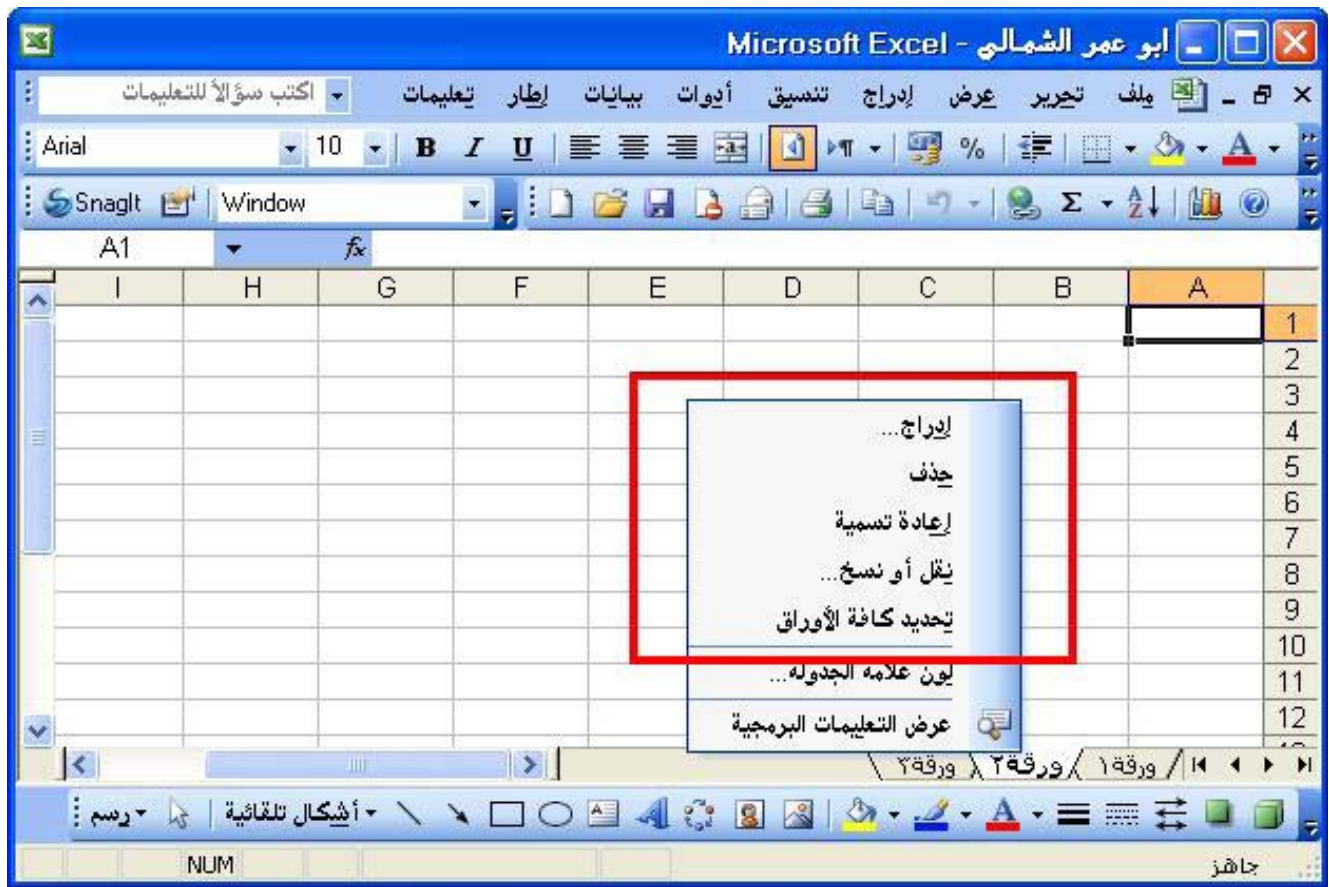 ابو عمر الشمالي - Microsoft Excel
ملف تحرير عرض إدراج تنسيق أدوات بيانات إطار تعليمات اكتب سؤالاً للتعليمات
Arial 10 B I U % A
SnagIt Window Σ
A1 fx
A B C D E F G H I
1
2
3
4
5
6
7
8
9
10
11
12
إدراج...
حذف
إعادة تسمية
نقل أو نسخ...
تحديد كافة الأوراق
لون علامة الجدولة...
عرض التعليمات البرمجية
ورقة١ ورقة٢ ورقة٣
رسم أشكال تلقائية
جاهز NUM